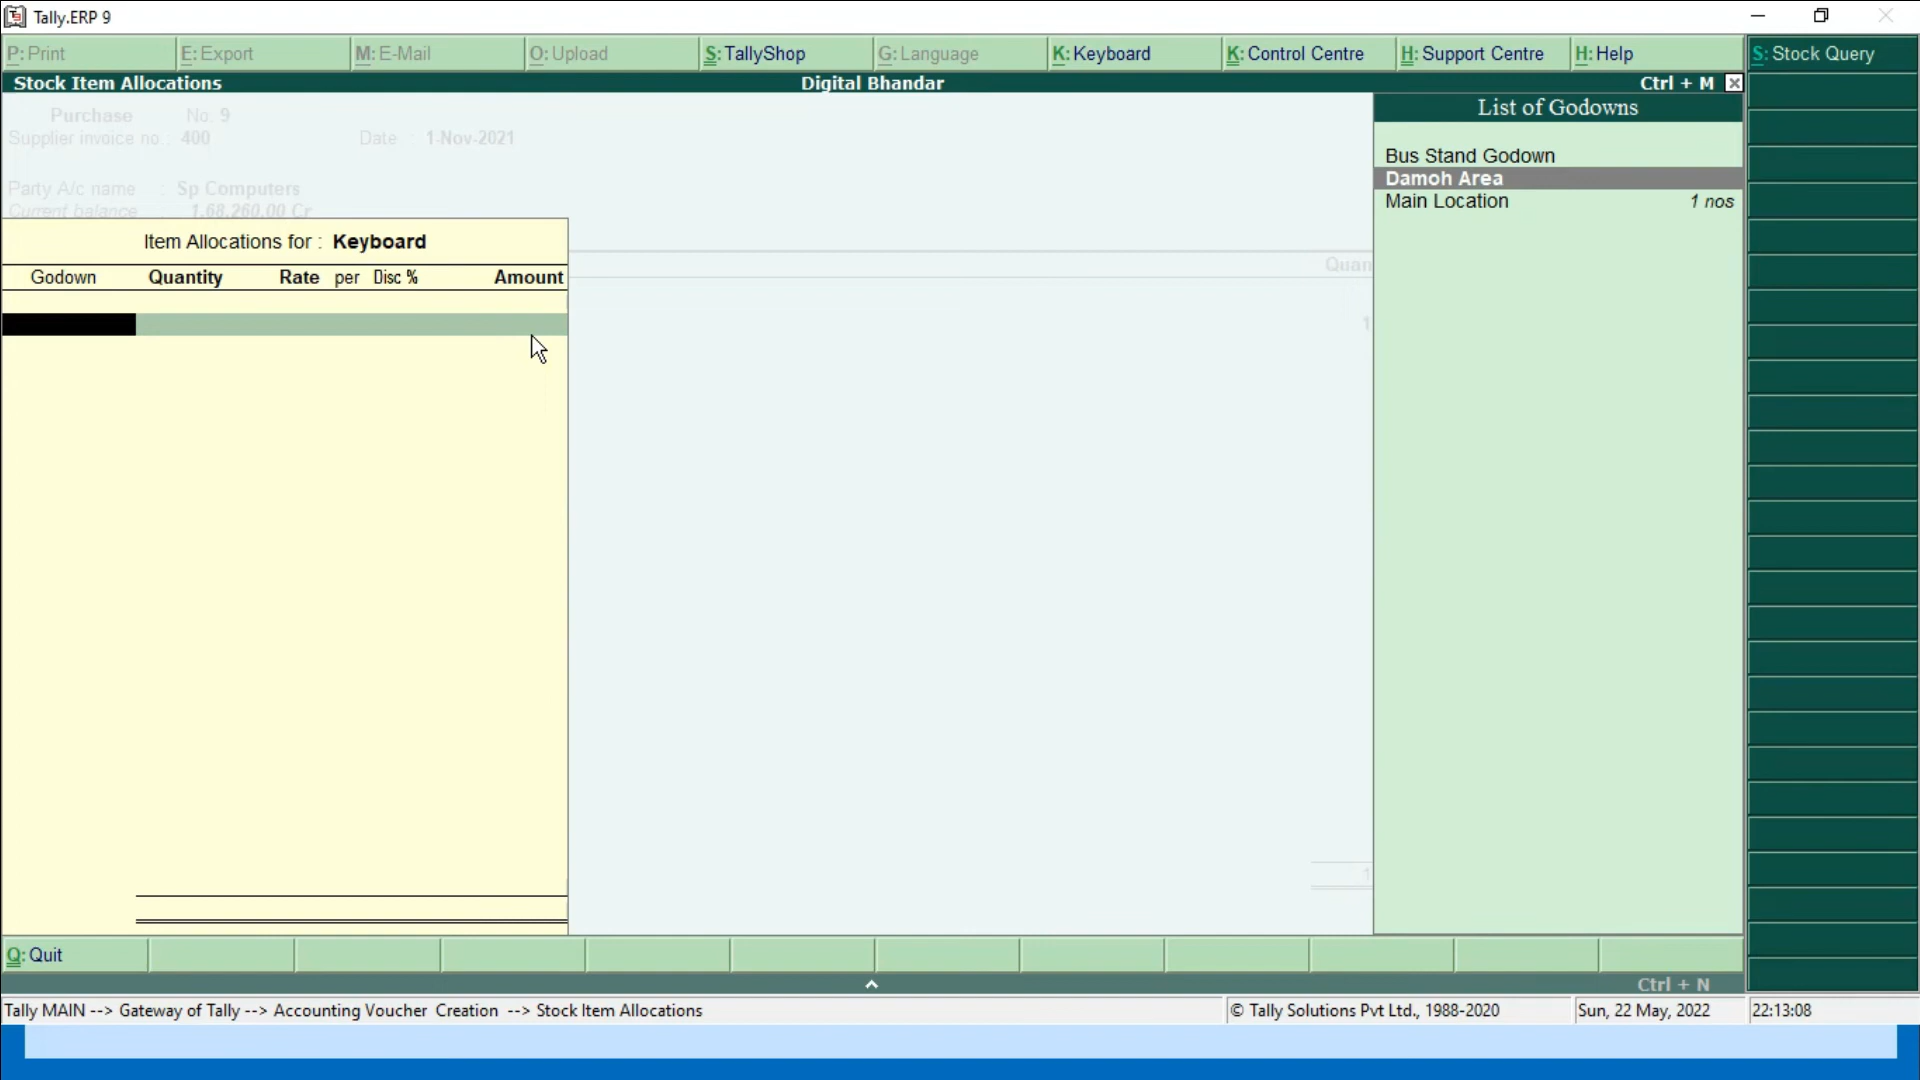 Tally.ERP 9
P: Print E: Export M: E-Mail O: Upload S: TallyShop G: Language K: Keyboard K: Control Centre H: Support Centre H: Help S: Stock Query
Stock Item Allocations Digital Bhandar Ctrl + M
List of Godowns
Purchase No. 9
Supplier invoice no. : 400 Date : 1-Nov-2021
Bus Stand Godown
Damoh Area
Main Location 1 nos
Party A/c name : Sp Computers
Current balance : 1,68,260.00 Cr
Item Allocations for : Keyboard
Quan
Godown Quantity Rate per Disc % Amount
1
1
Q: Quit
Ctrl + N
Tally MAIN --> Gateway of Tally --> Accounting Voucher Creation --> Stock Item Allocations © Tally Solutions Pvt Ltd., 1988-2020 Sun, 22 May, 2022 22:13:08